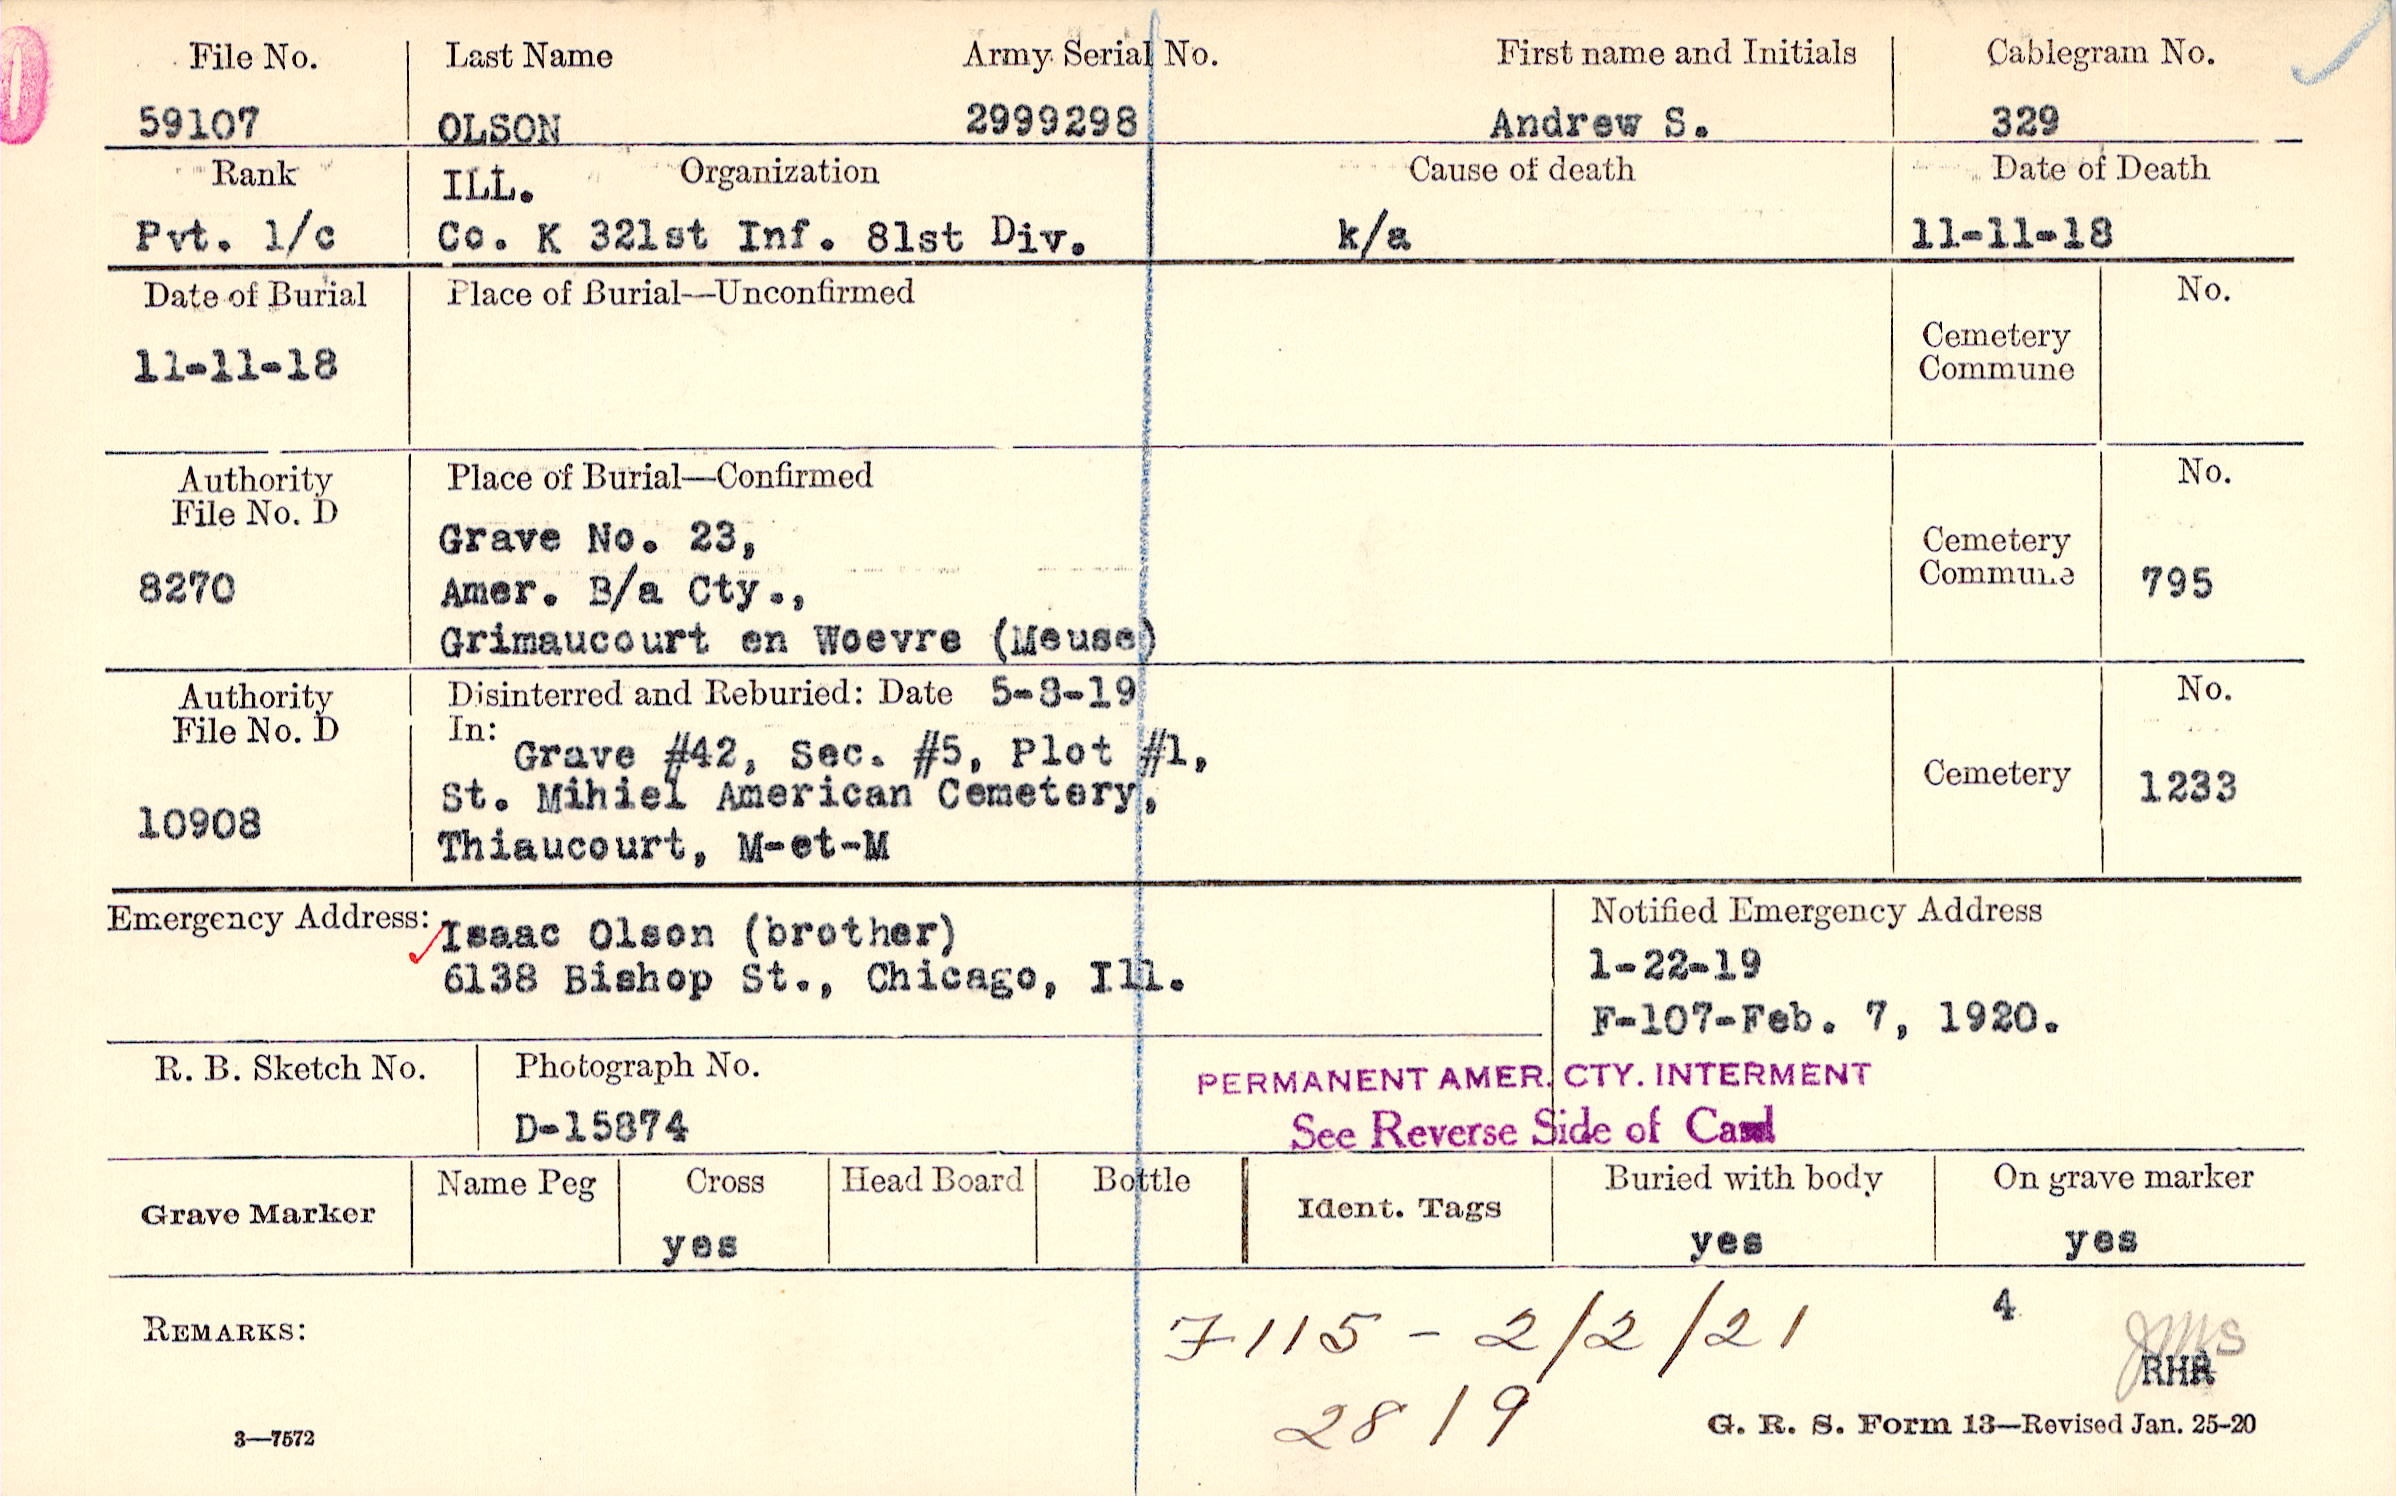 File No. Last Name Army Serial No. First name and Initials Cablegram No.
59107 OLSON 2999298 Andrew S. 329
Rank ILL. Organization Cause of death Date of Death
Pvt. 1/c Co. K 321st Inf. 81st Div. k/a 11-11-18
Date of Burial Place of Burial—Unconfirmed No.
11-11-18 Cemetery
Commune
Authority Place of Burial—Confirmed No.
File No. D
Grave No. 23, Cemetery
8270 Amer. B/a Cty., Commune 795
Grimaucourt en Woevre (Meuse)
Authority Disinterred and Reburied: Date 5-8-19 No.
File No. D In:
Grave #42, Sec. #5, Plot #1,
St. Mihiel American Cemetery, Cemetery 1233
10908 Thiaucourt, M-et-M
Emergency Address: Isaac Olson (brother) Notified Emergency Address
6138 Bishop St., Chicago, Ill. 1-22-19
F-107-Feb. 7, 1920.
R. B. Sketch No. Photograph No. PERMANENT AMER. CTY. INTERMENT
D-15874 See Reverse Side of Card
Grave Marker Name Peg Cross Head Board Bottle Ident. Tags Buried with body On grave marker
yes yes yes
4
REMARKS: 7115 - 2/2/21 JMS
RHR
2819
3—7572 G. R. S. Form 13—Revised Jan. 25-20